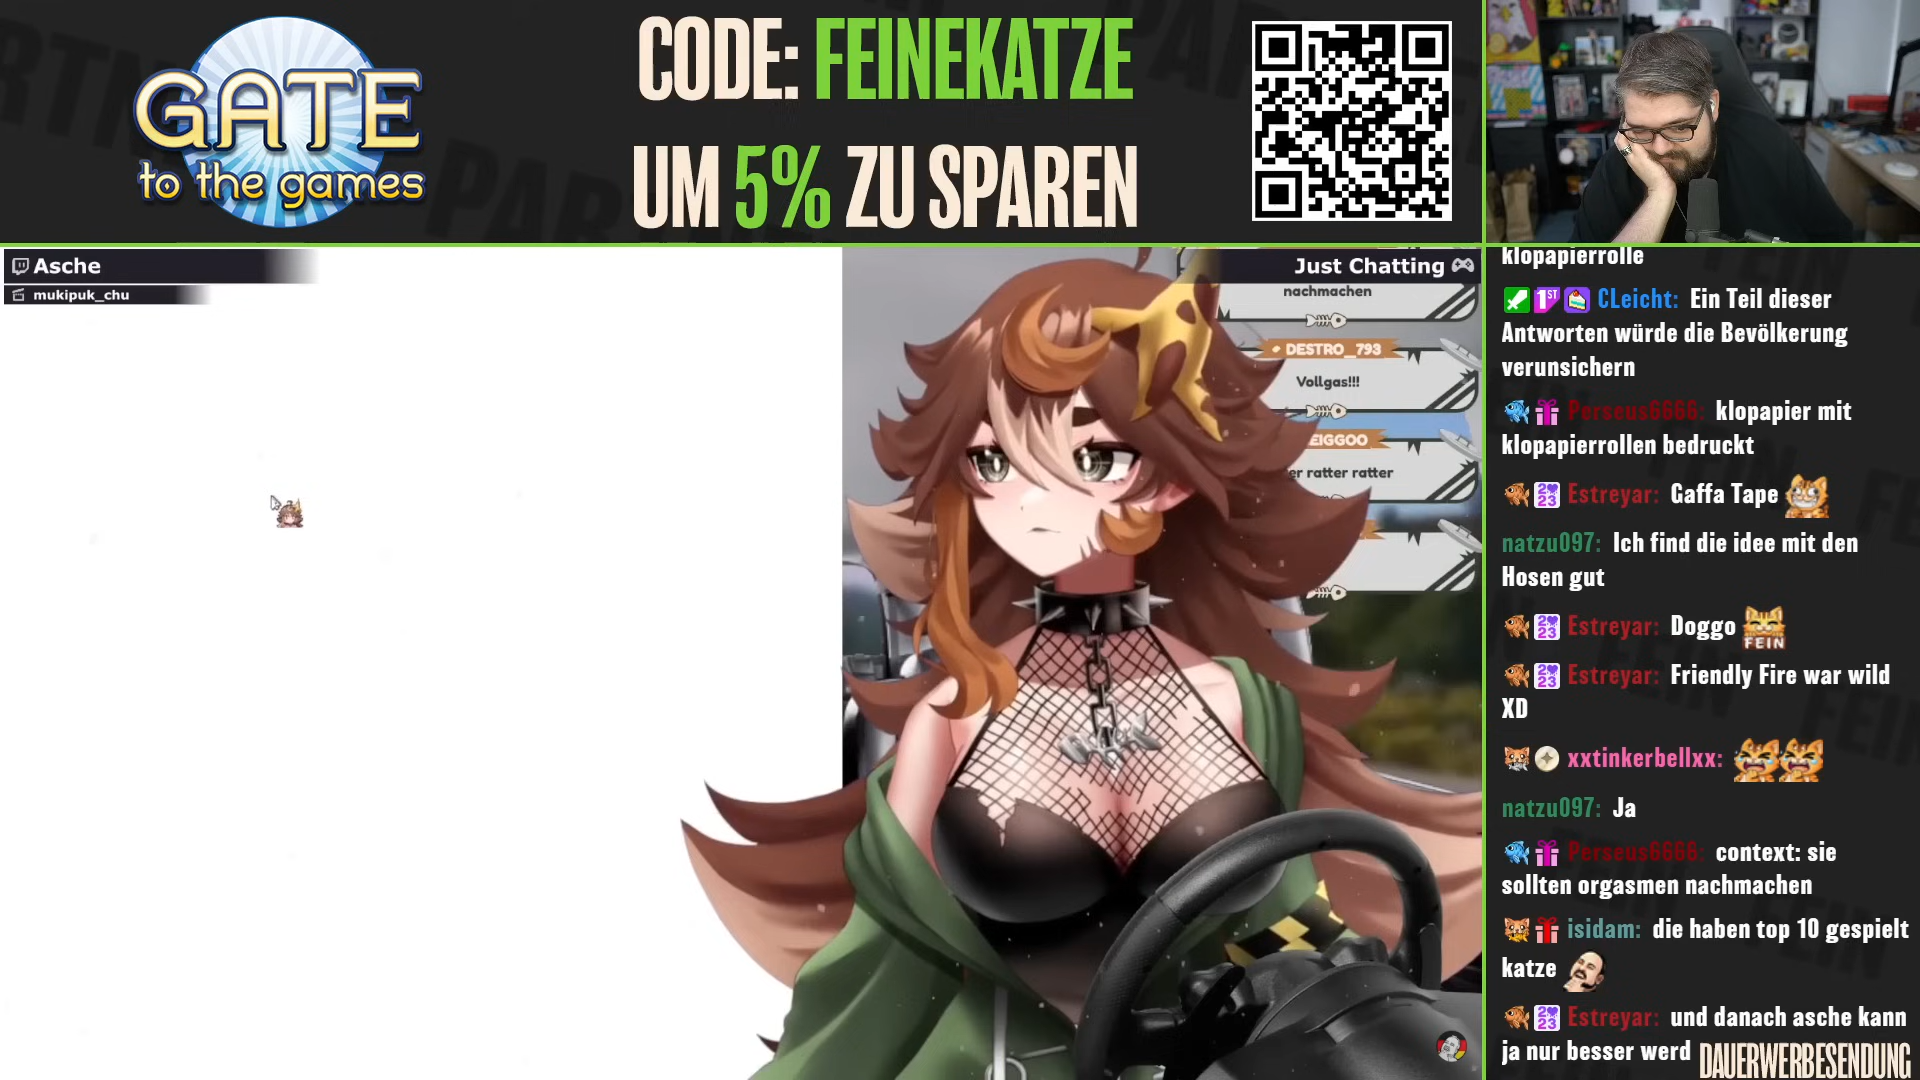 GATE
to the games
CODE: FEINEKATZE
UM 5% ZU SPAREN
Asche
mukipuk_chu
Just Chatting
nachmachen
DESTRO_793
Vollgas!!!
EIGGOO
er ratter ratter
klopapierrolle
1ST CLeicht: Ein Teil dieser
Antworten würde die Bevölkerung
verunsichern
Perseus6666: klopapier mit
klopapierrollen bedruckt
Estreyar: Gaffa Tape
natzu097: Ich find die idee mit den
Hosen gut
Estreyar: Doggo
FEIN
Estreyar: Friendly Fire war wild
XD
xxtinkerbellxx:
natzu097: Ja
Perseus6666: context: sie
sollten orgasmen nachmachen
isidam: die haben top 10 gespielt
katze
Estreyar: und danach asche kann
ja nur besser werd
DAUERWERBESENDUNG